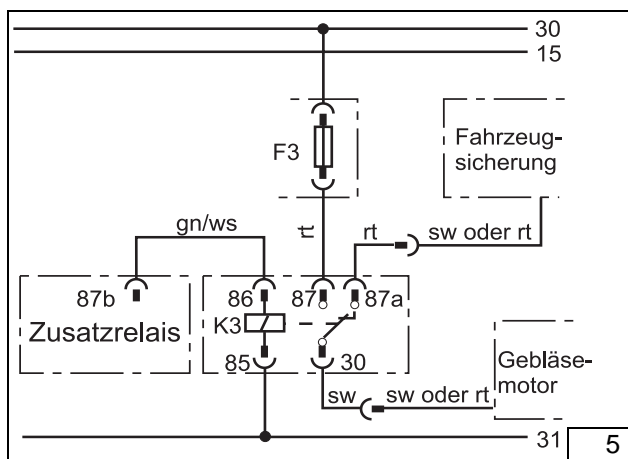 30
15
F3
Fahrzeug-
sicherung
gn/ws
rt
rt
sw oder rt
87b
86
87
87a
Zusatzrelais
K3
85
30
Gebläse-
motor
sw
sw oder rt
31
5